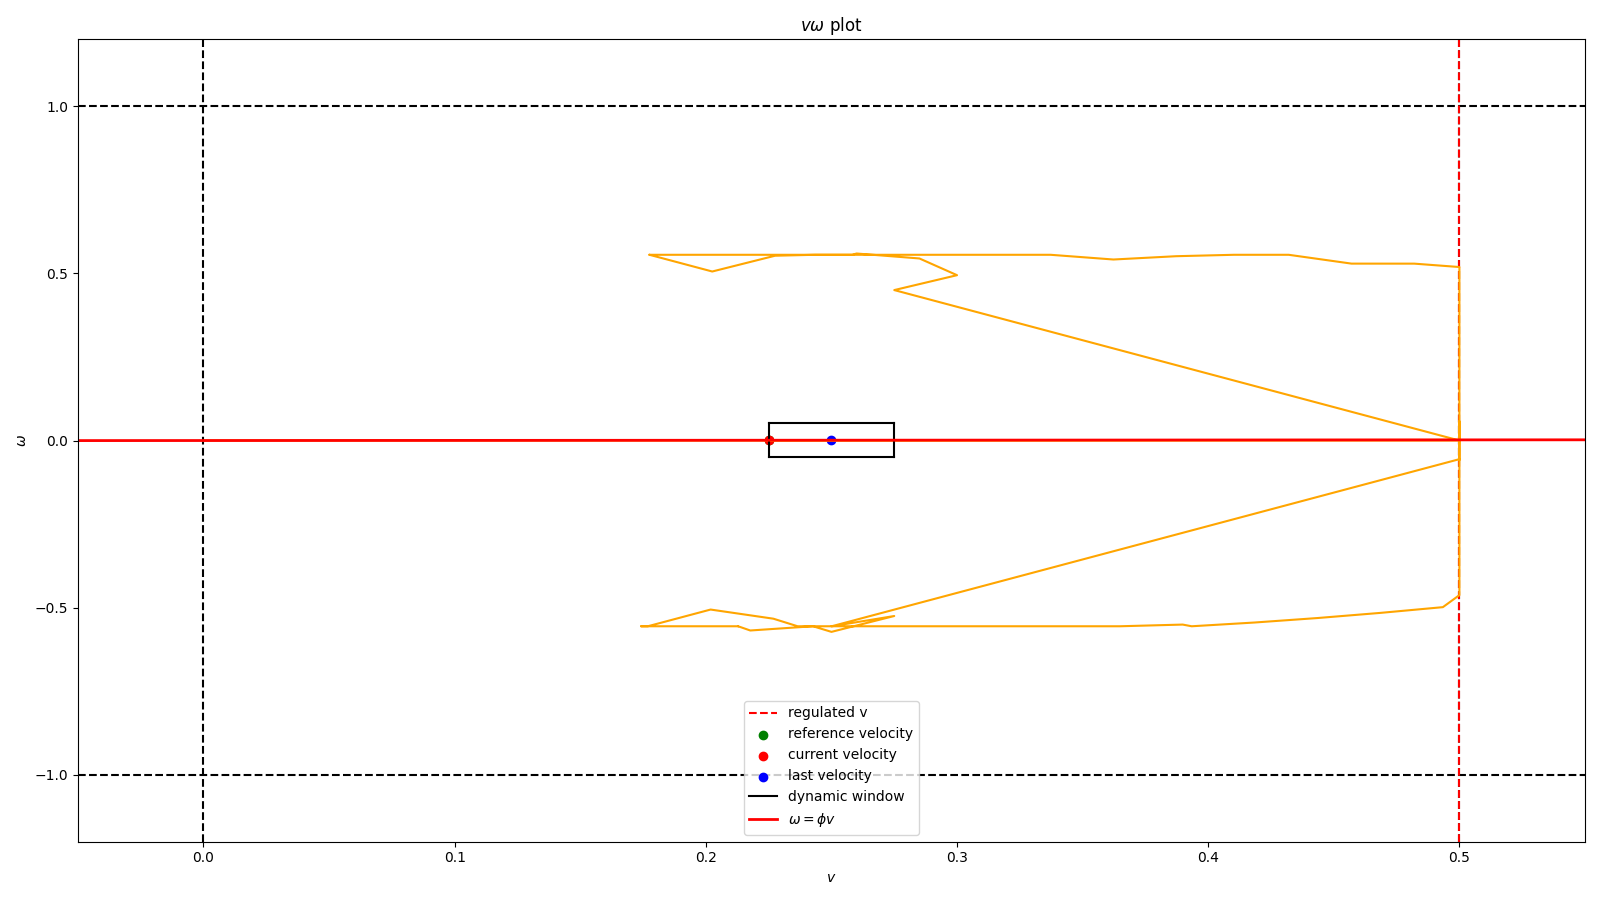 vω plot
1.0
0.5
0.0
−0.5
−1.0
ω
regulated v
reference velocity
current velocity
last velocity
dynamic window
ω = ϕv
0.0 0.1 0.2 0.3 0.4 0.5
v